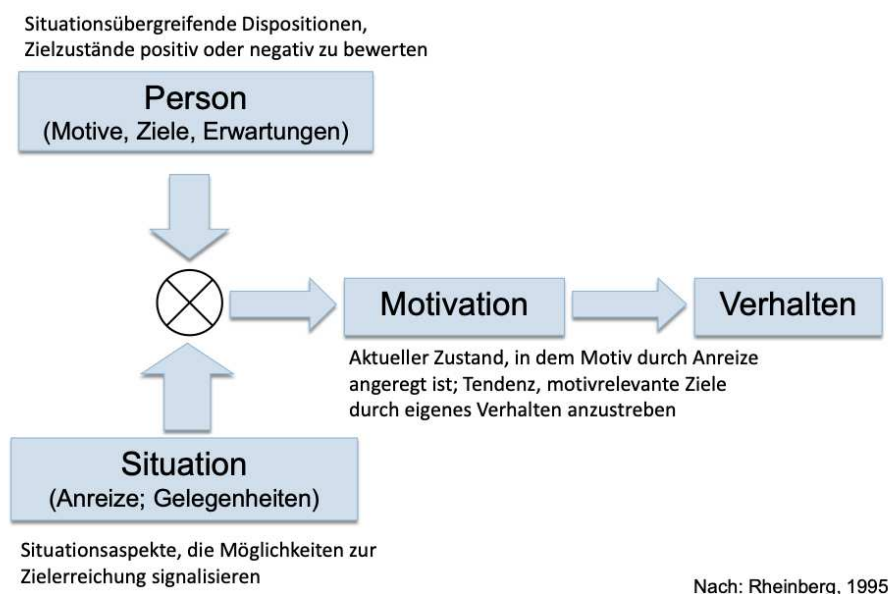 Situationsübergreifende Dispositionen,
Zielzustände positiv oder negativ zu bewerten
Person
(Motive, Ziele, Erwartungen)
Motivation
Verhalten
Aktueller Zustand, in dem Motiv durch Anreize
angeregt ist; Tendenz, motivrelevante Ziele
durch eigenes Verhalten anzustreben
Situation
(Anreize; Gelegenheiten)
Situationsaspekte, die Möglichkeiten zur
Zielerreichung signalisieren
Nach: Rheinberg, 1995